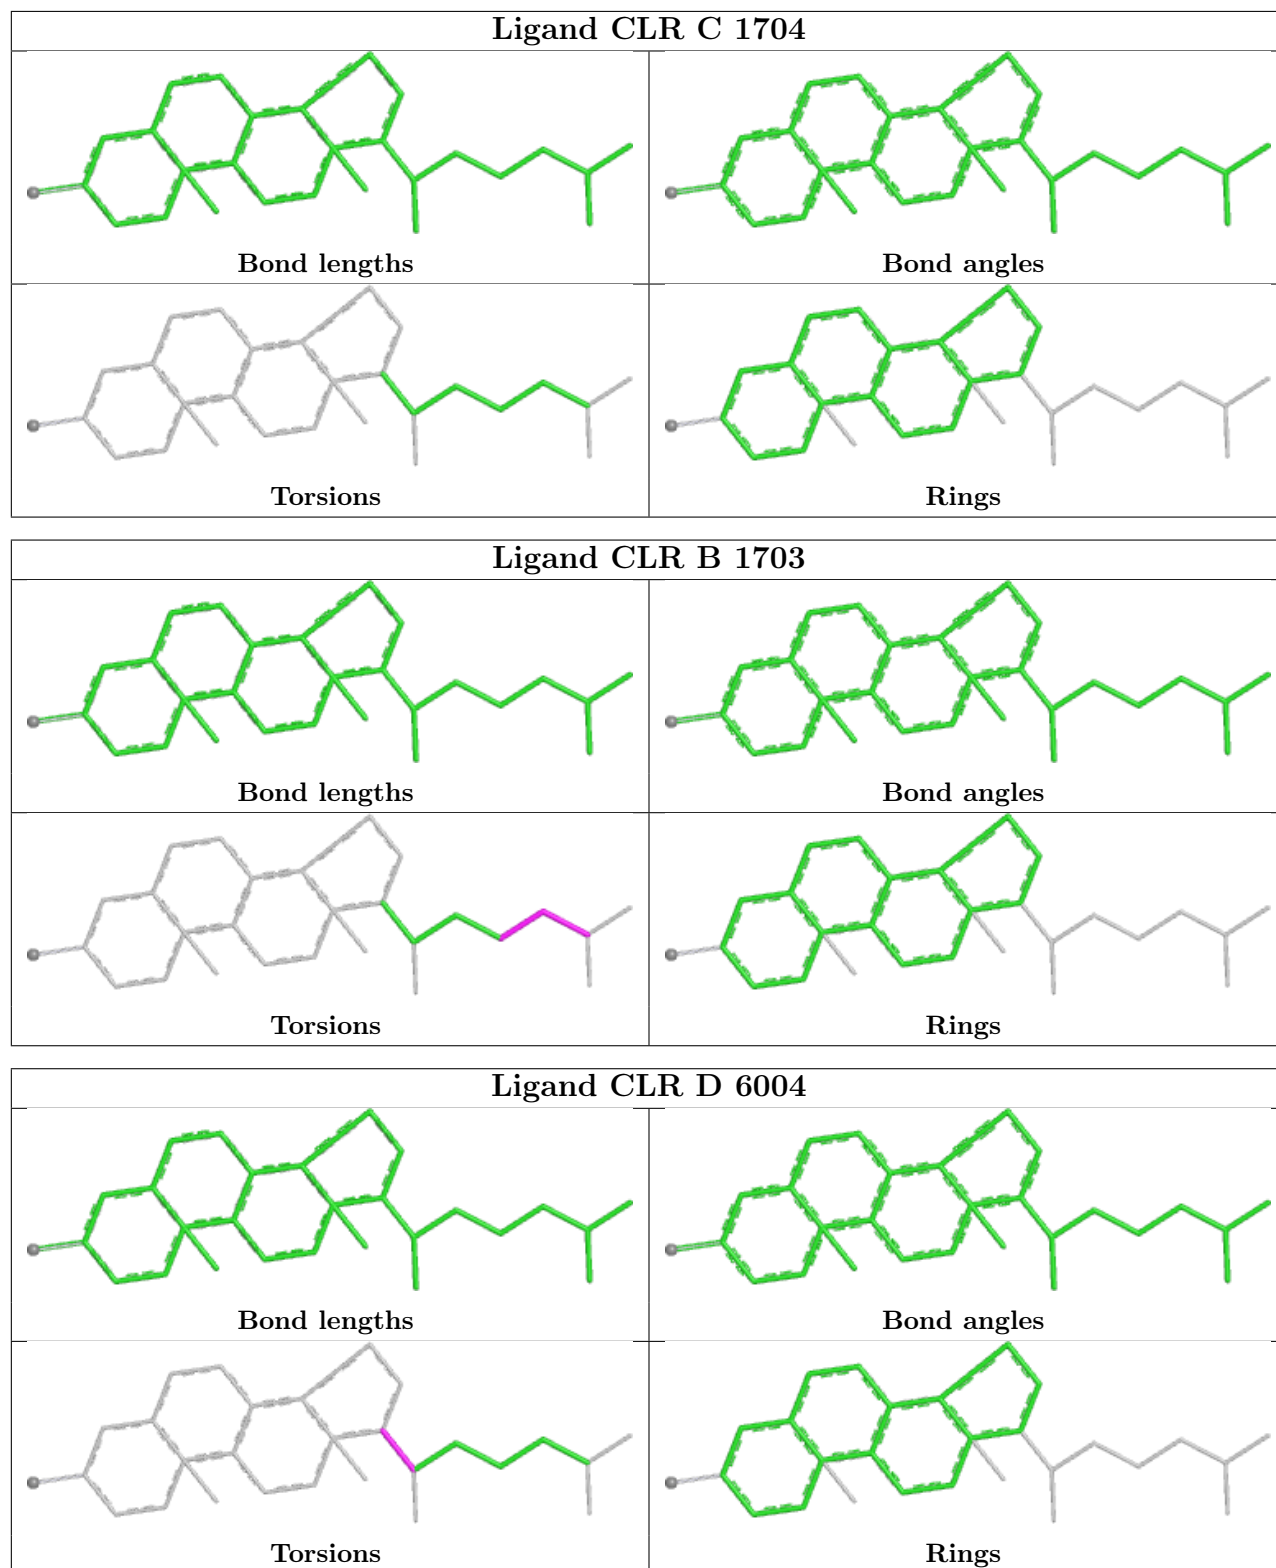 Ligand CLR C 1704
Bond lengths
Bond angles
Torsions
Rings
Ligand CLR B 1703
Bond lengths
Bond angles
Torsions
Rings
Ligand CLR D 6004
Bond lengths
Bond angles
Torsions
Rings